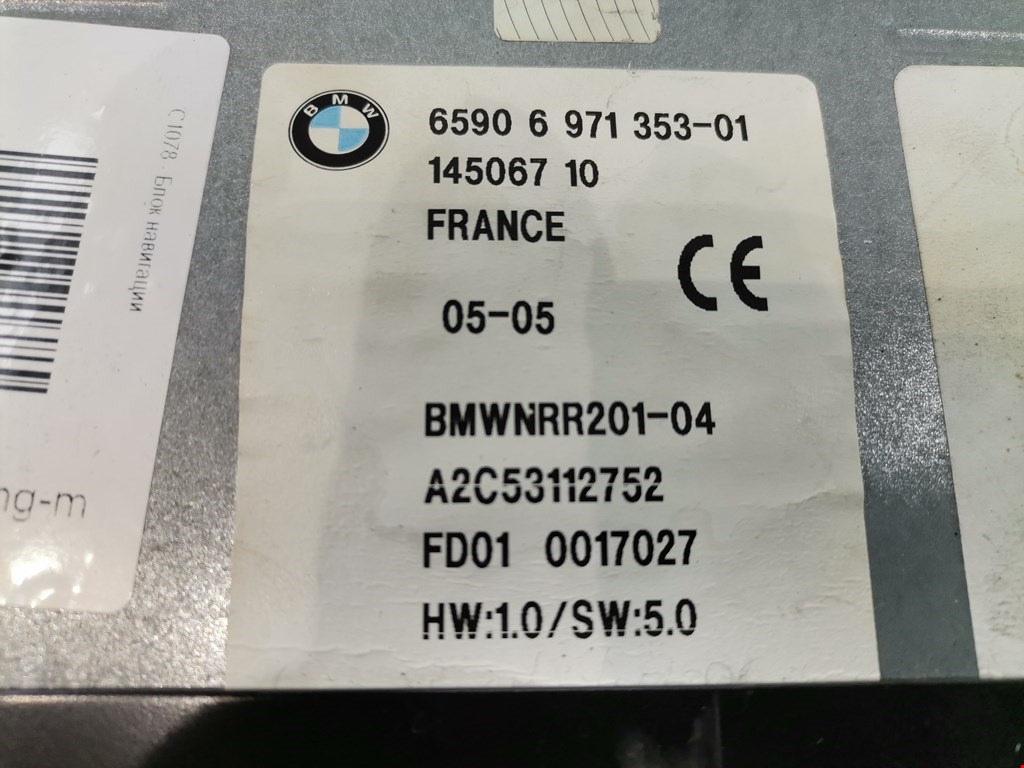 BMW
6590 6 971 353-01
145067 10
FRANCE
CE
05-05
BMWNRR201-04
A2C53112752
FD01 0017027
HW:1.0/SW:5.0
C1078 - Блок навигации
ng-m